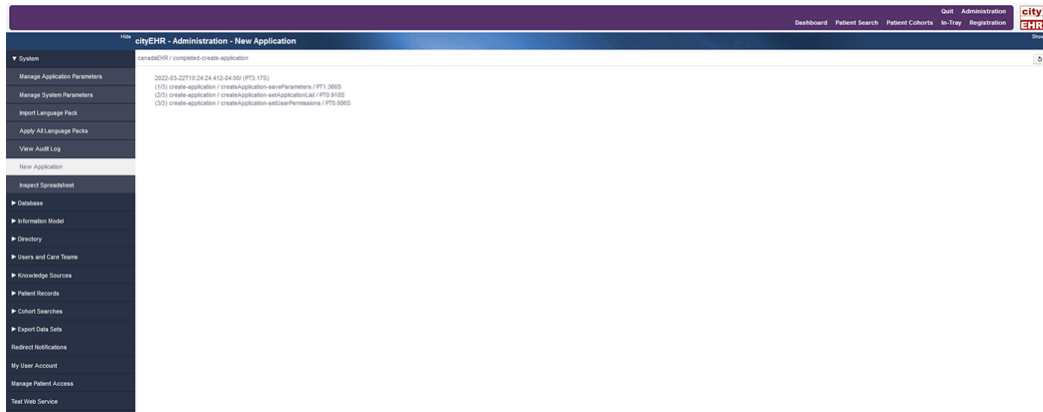 Quit Administration
city
EHR
Dashboard Patient Search Patient Cohorts In-Tray Registration
Hide
cityEHR - Administration - New Application
Show
▼ System
canadaEHR / completed-create-application
Manage Application Parameters
2022-03-22T10:24:24.412-04:00/ (PT3.17S)
(1/3) create-application / createApplication-saveParameters / PT1.366S
Manage System Parameters
(2/3) create-application / createApplication-setApplicationList / PT0.918S
(3/3) create-application / createApplication-setUserPermissions / PT0.886S
Import Language Pack
Apply All Language Packs
View Audit Log
New Application
Inspect Spreadsheet
► Database
► Information Model
► Directory
► Users and Care Teams
► Knowledge Sources
► Patient Records
► Cohort Searches
► Export Data Sets
Redirect Notifications
My User Account
Manage Patient Access
Test Web Service